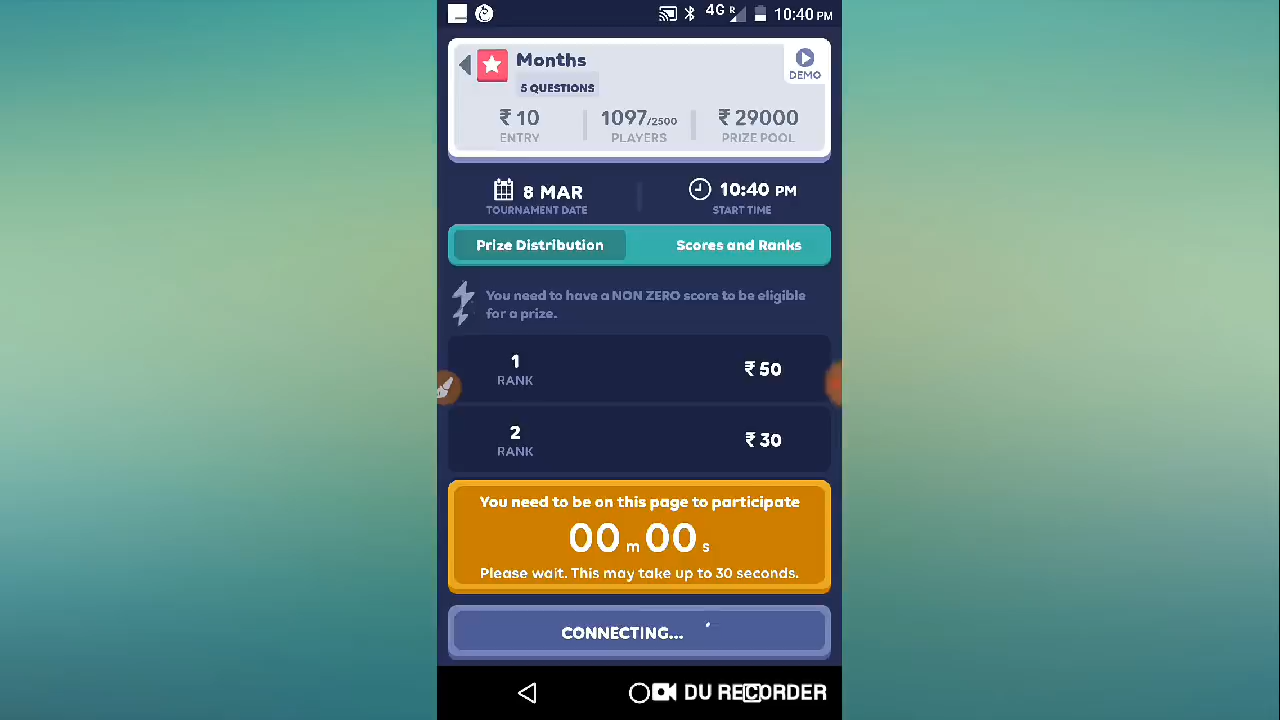 4G R 10:40 PM
Months
DEMO
5 QUESTIONS
₹ 10 1097/2500 ₹ 29000
ENTRY PLAYERS PRIZE POOL
8 MAR 10:40 PM
TOURNAMENT DATE START TIME
Prize Distribution Scores and Ranks
You need to have a NON ZERO score to be eligible
for a prize.
1 ₹ 50
RANK
2 ₹ 30
RANK
You need to be on this page to participate
00 m 00 s
Please wait. This may take up to 30 seconds.
CONNECTING...
DU RECORDER